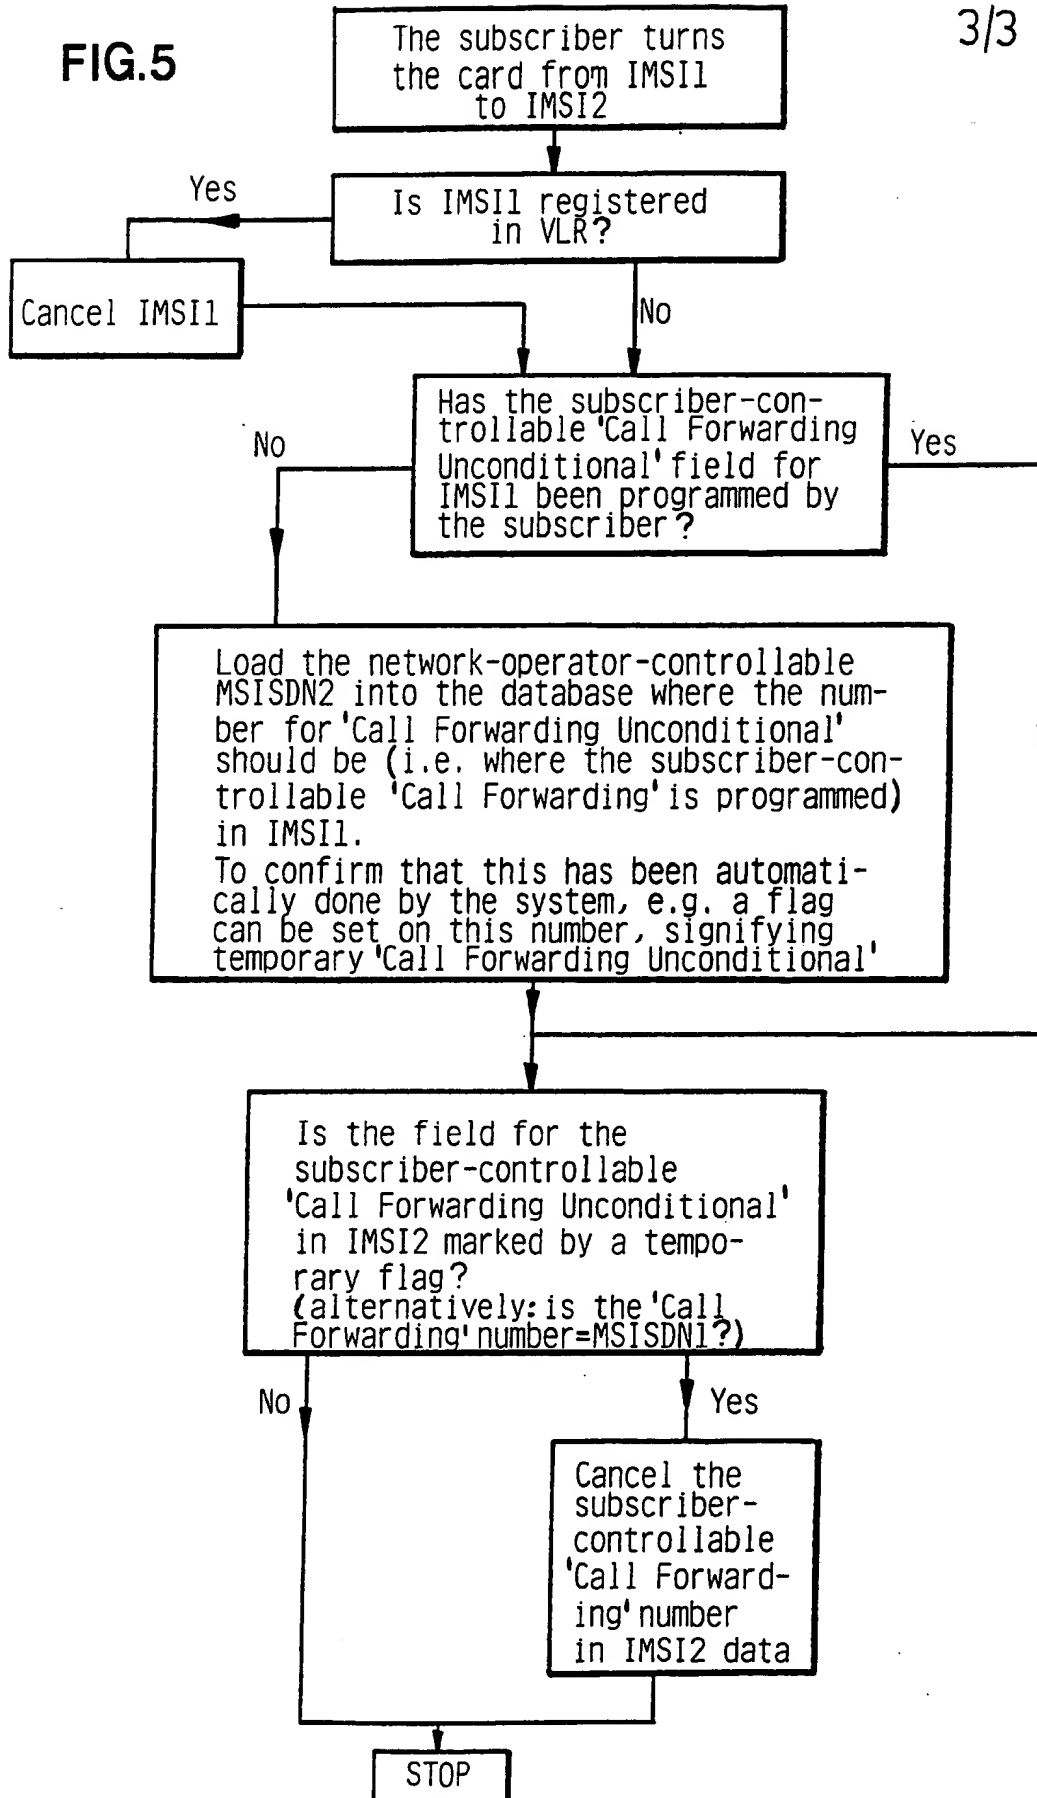 FIG.5
3/3
The subscriber turns
the card from IMSI1
to IMSI2
Yes
Is IMSI1 registered
in VLR?
Cancel IMSI1
No
Has the subscriber-con-
trollable 'Call Forwarding
Unconditional' field for
IMSI1 been programmed by
the subscriber?
No
Yes
Load the network-operator-controllable
MSISDN2 into the database where the num-
ber for 'Call Forwarding Unconditional'
should be (i.e. where the subscriber-con-
trollable 'Call Forwarding' is programmed)
in IMSI1.
To confirm that this has been automati-
cally done by the system, e.g. a flag
can be set on this number, signifying
temporary 'Call Forwarding Unconditional'
Is the field for the
subscriber-controllable
'Call Forwarding Unconditional'
in IMSI2 marked by a tempo-
rary flag?
(alternatively: is the 'Call
Forwarding' number=MSISDN1?)
No
Yes
Cancel the
subscriber-
controllable
'Call Forward-
ing' number
in IMSI2 data
STOP